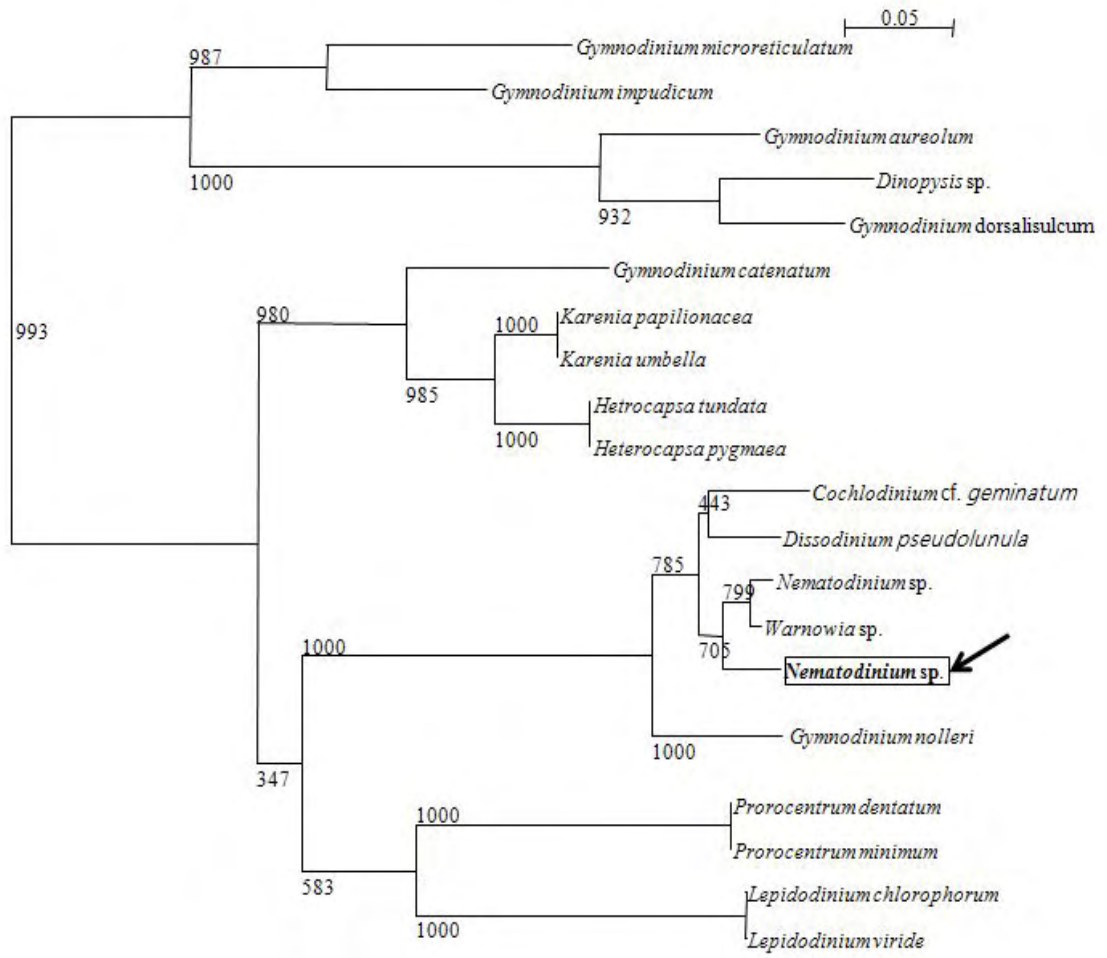 0.05
987
Gymnodinium microreticulatum
Gymnodinium impudicum
Gymnodinium aureolum
1000
Dinopysis sp.
932
Gymnodinium dorsalisulcum
Gymnodinium catenatum
980
993
1000
Karenia papilionacea
Karenia umbella
985
Hetrocapsa tundata
1000
Heterocapsa pygmaea
443
Cochlodinium cf. geminatum
Dissodinium pseudolunula
785
799
Nematodinium sp.
Warnowia sp.
1000
705
Nematodinium sp.
Gymnodinium nolleri
1000
347
1000
Prorocentrum dentatum
Prorocentrum minimum
583
Lepidodinium chlorophorum
1000
Lepidodinium viride